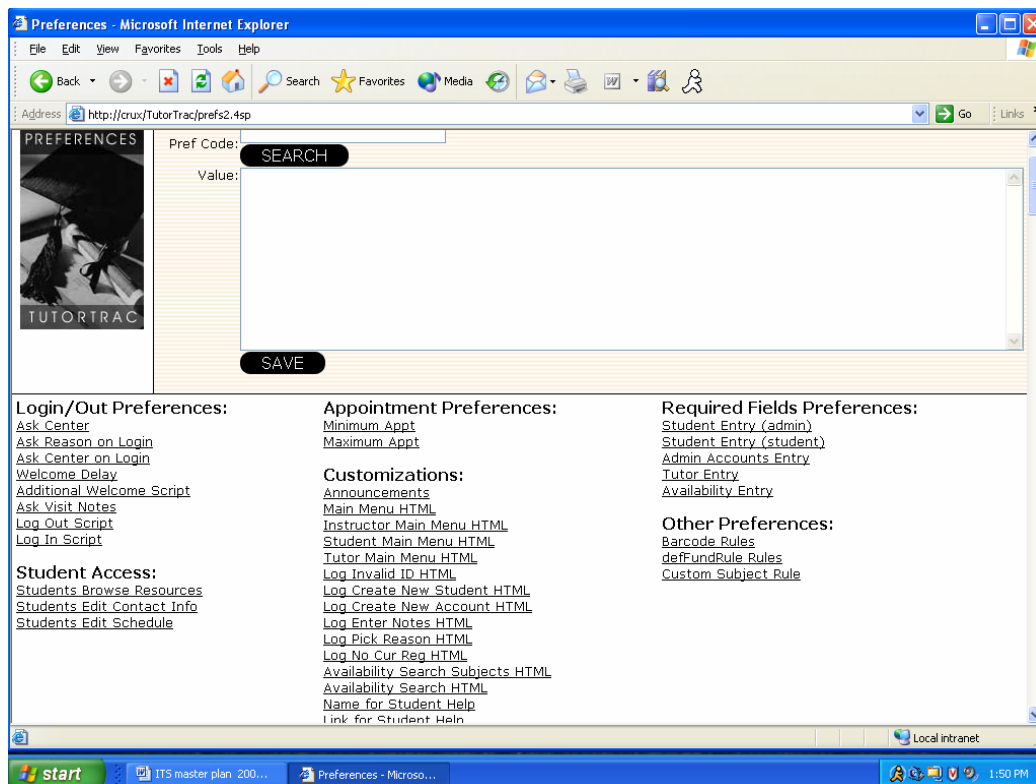 Preferences - Microsoft Internet Explorer
File Edit View Favorites Tools Help
Back Search Favorites Media
Address http://crux/TutorTrac/prefs2.4sp Go Links
PREFERENCES
TUTORTRAC
Pref Code:
SEARCH
Value:
SAVE
Login/Out Preferences:
Ask Center
Ask Reason on Login
Ask Center on Login
Welcome Delay
Additional Welcome Script
Ask Visit Notes
Log Out Script
Log In Script
Student Access:
Students Browse Resources
Students Edit Contact Info
Students Edit Schedule
Appointment Preferences:
Minimum Appt
Maximum Appt
Customizations:
Announcements
Main Menu HTML
Instructor Main Menu HTML
Student Main Menu HTML
Tutor Main Menu HTML
Log Invalid ID HTML
Log Create New Student HTML
Log Create New Account HTML
Log Enter Notes HTML
Log Pick Reason HTML
Log No Cur Reg HTML
Availability Search Subjects HTML
Availability Search HTML
Name for Student Help
Link for Student Help
Required Fields Preferences:
Student Entry (admin)
Student Entry (student)
Admin Accounts Entry
Tutor Entry
Availability Entry
Other Preferences:
Barcode Rules
defFundRule Rules
Custom Subject Rule
Local intranet
start ITS master plan 200... Preferences - Microso... 1:50 PM